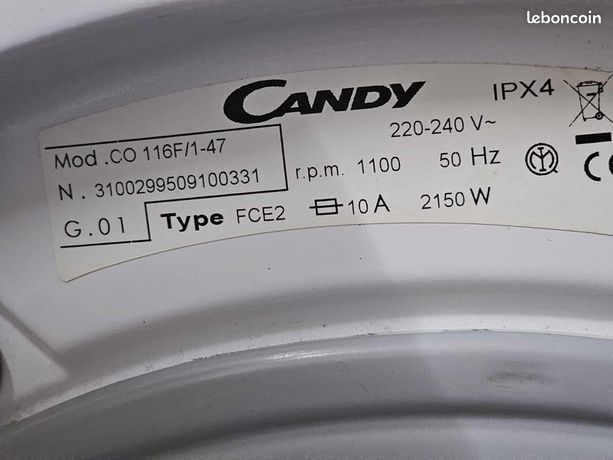 leboncoin
CANDY
IPX4
Mod .CO 116F/1-47
N . 3100299509100331
G.01
220-240 V~
r.p.m. 1100
50 Hz
Type FCE2
10 A
2150 W
CE